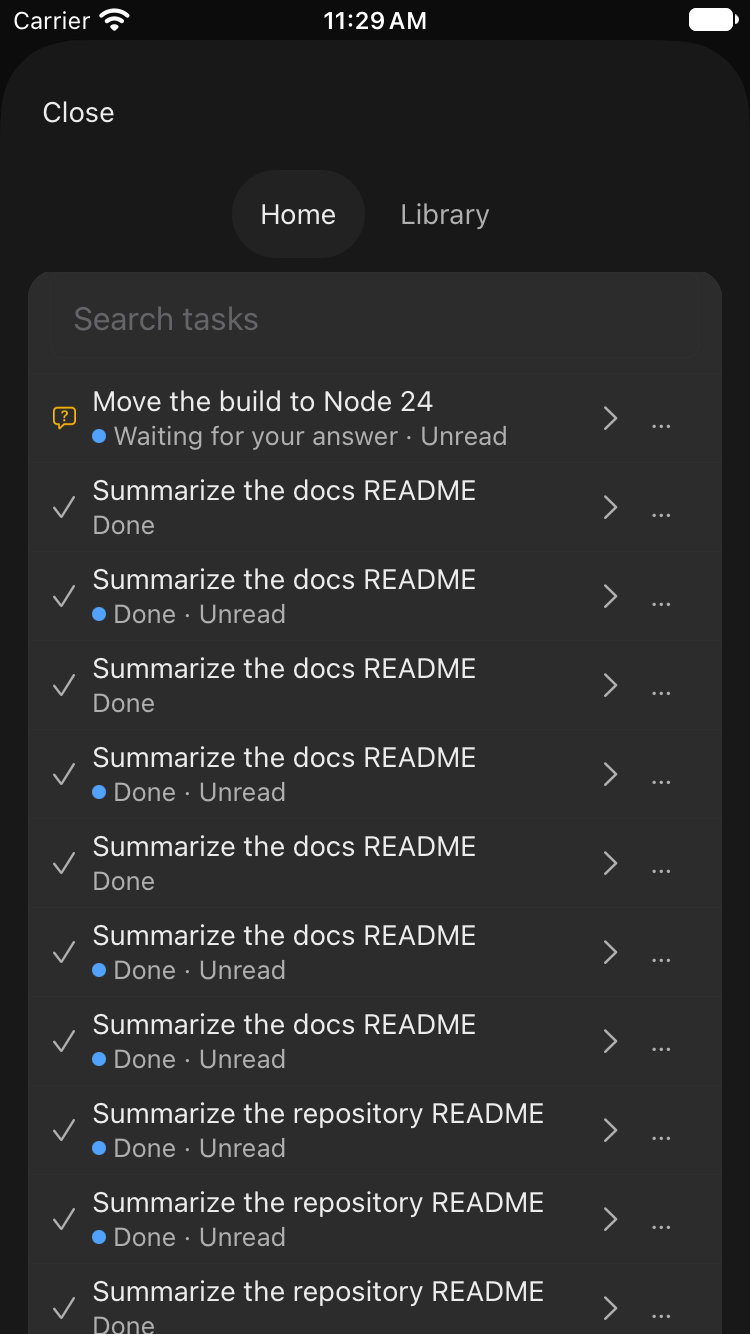 Carrier 11:29 AM
Close
Home Library
Search tasks
Move the build to Node 24
Waiting for your answer · Unread
...
Summarize the docs README
Done
...
Summarize the docs README
Done · Unread
...
Summarize the docs README
Done
...
Summarize the docs README
Done · Unread
...
Summarize the docs README
Done
...
Summarize the docs README
Done · Unread
...
Summarize the docs README
Done · Unread
...
Summarize the repository README
Done · Unread
...
Summarize the repository README
Done · Unread
...
Summarize the repository README
Done
...